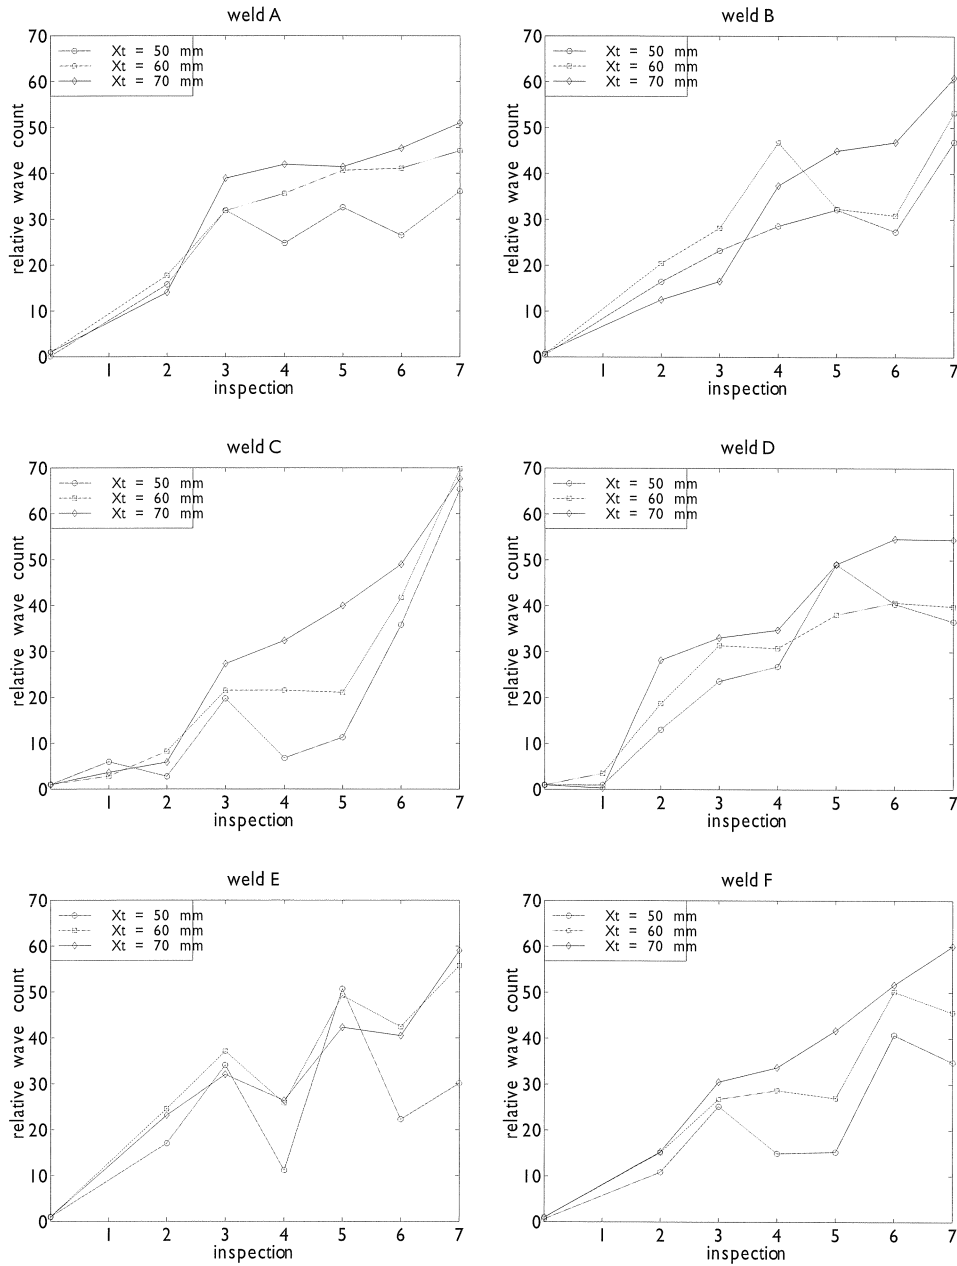 weld A
70
60
50
40
30
20
10
0
Xt = 50 mm
Xt = 60 mm
Xt = 70 mm
relative wave count
1 2 3 4 5 6 7
inspection
weld B
70
60
50
40
30
20
10
0
Xt = 50 mm
Xt = 60 mm
Xt = 70 mm
relative wave count
1 2 3 4 5 6 7
inspection
weld C
70
60
50
40
30
20
10
0
Xt = 50 mm
Xt = 60 mm
Xt = 70 mm
relative wave count
1 2 3 4 5 6 7
inspection
weld D
70
60
50
40
30
20
10
0
Xt = 50 mm
Xt = 60 mm
Xt = 70 mm
relative wave count
1 2 3 4 5 6 7
inspection
weld E
70
60
50
40
30
20
10
0
Xt = 50 mm
Xt = 60 mm
Xt = 70 mm
relative wave count
1 2 3 4 5 6 7
inspection
weld F
70
60
50
40
30
20
10
0
Xt = 50 mm
Xt = 60 mm
Xt = 70 mm
relative wave count
1 2 3 4 5 6 7
inspection